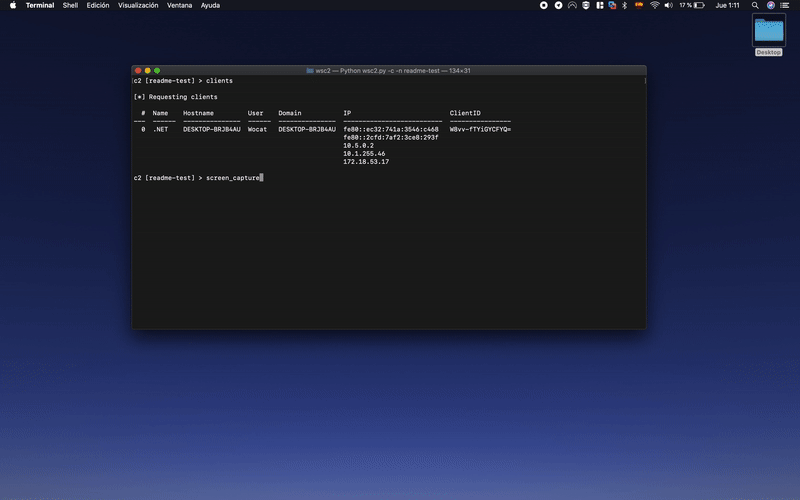 Terminal Shell Edición Visualización Ventana Ayuda 17 % Jue 1:11
Desktop
wsc2 — Python wsc2.py -c -n readme-test — 134×31
c2 [readme-test] > clients
[*] Requesting clients
# Name Hostname User Domain IP ClientID
--- ------ --------------- ------ --------------- -------------------------- ----------------
0 .NET DESKTOP-BRJB4AU Wocat DESKTOP-BRJB4AU fe80::ec32:741a:3546:c468 W8vv-fTYiGYCFYQ=
fe80::2cfd:7af2:3ce8:293f
10.5.0.2
10.1.255.46
172.18.53.17
c2 [readme-test] > screen_capture